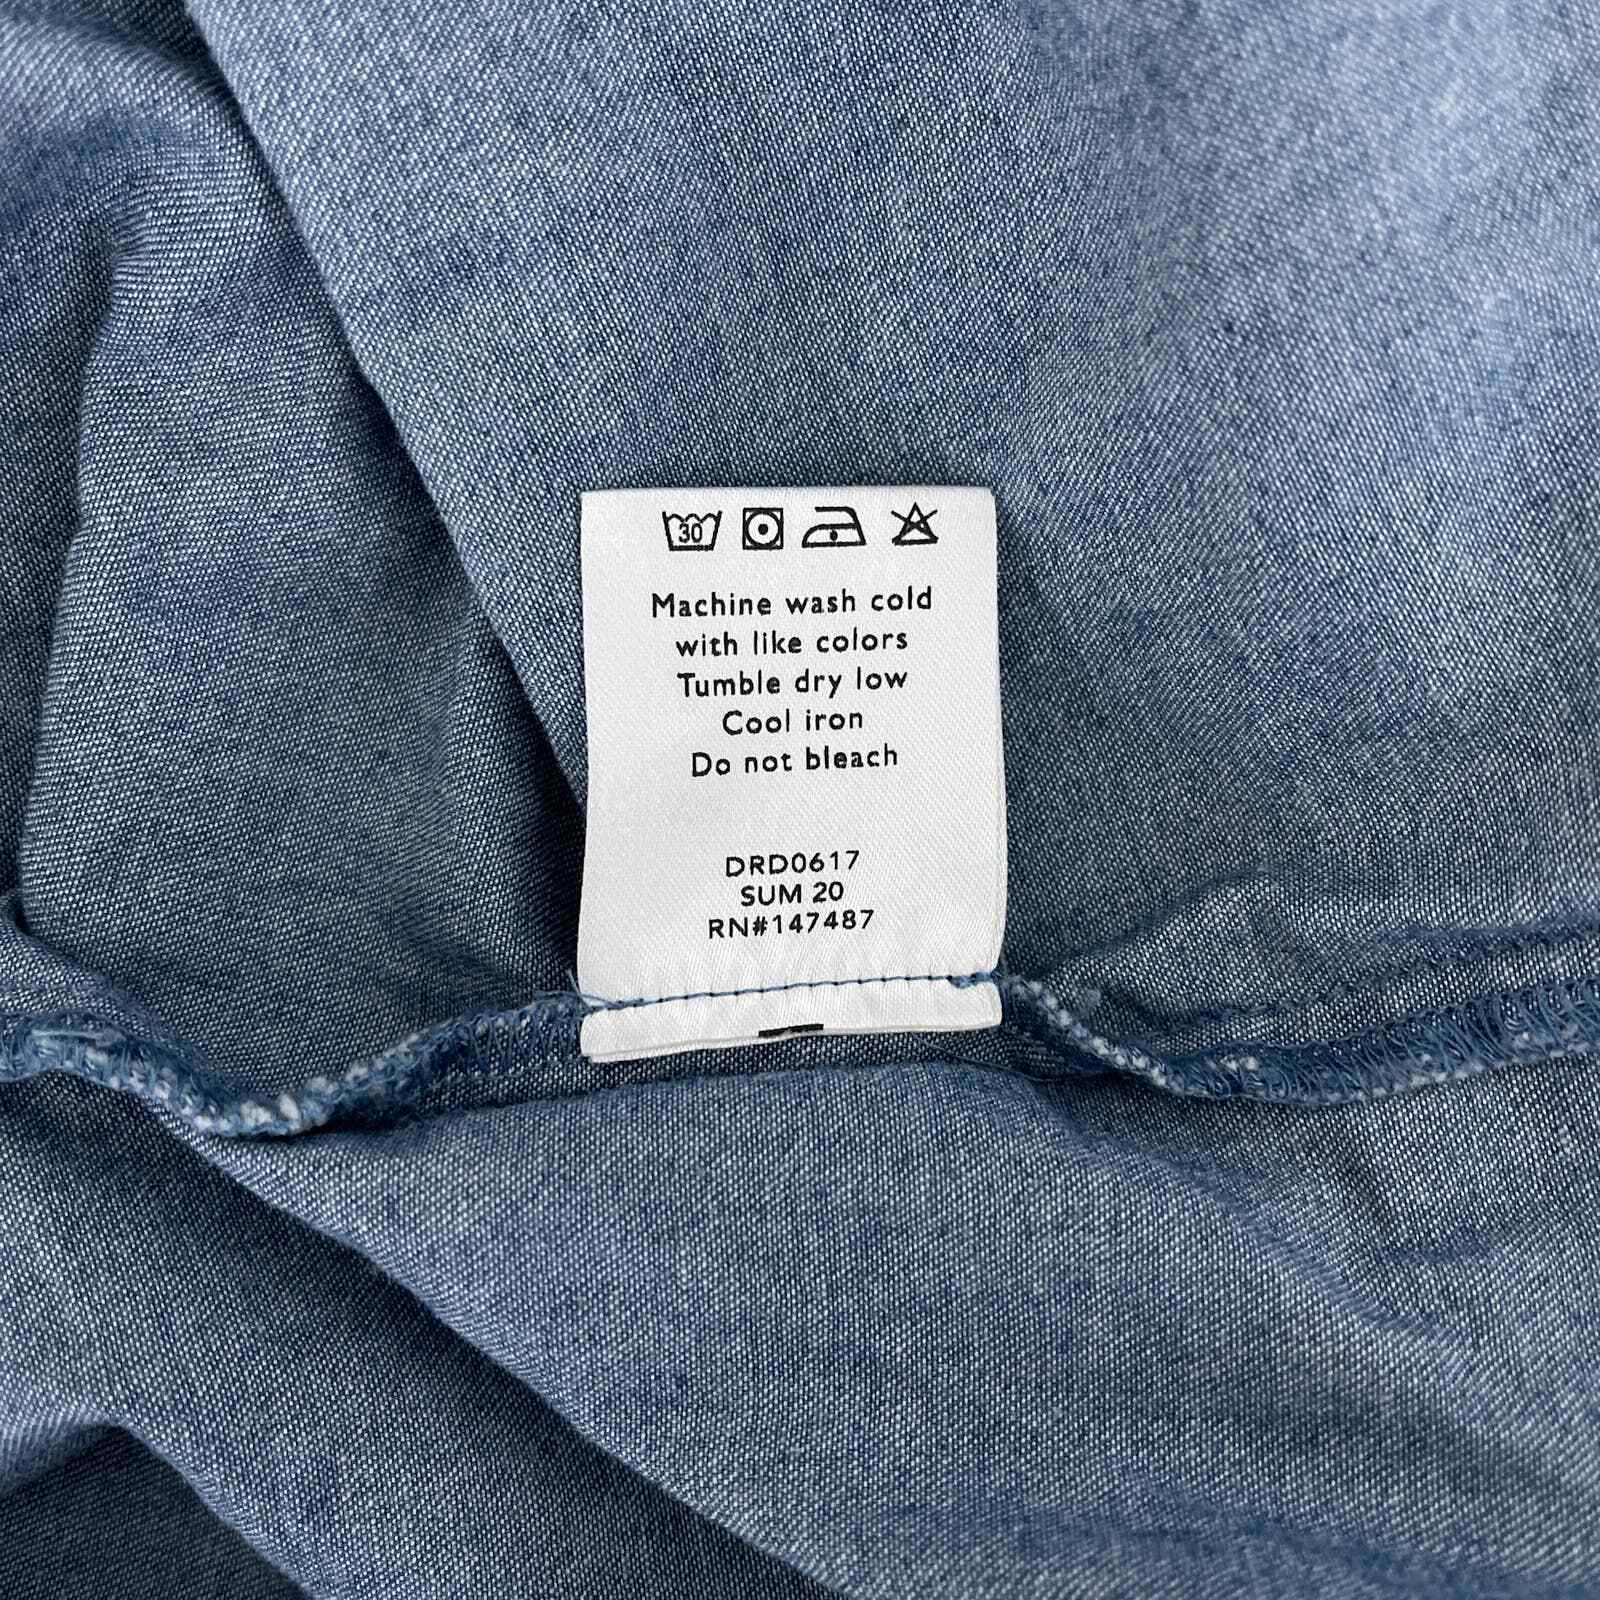 30
Machine wash cold
with like colors
Tumble dry low
Cool iron
Do not bleach
DRD0617
SUM 20
RN#147487